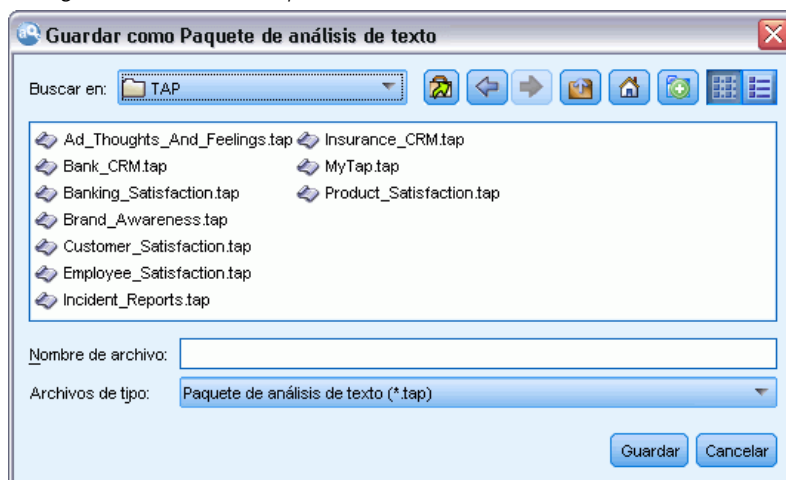 Guardar como Paquete de análisis de texto
Buscar en: TAP
Ad_Thoughts_And_Feelings.tap Insurance_CRM.tap
Bank_CRM.tap MyTap.tap
Banking_Satisfaction.tap Product_Satisfaction.tap
Brand_Awareness.tap
Customer_Satisfaction.tap
Employee_Satisfaction.tap
Incident_Reports.tap
Nombre de archivo:
Archivos de tipo: Paquete de análisis de texto (*.tap)
Guardar Cancelar